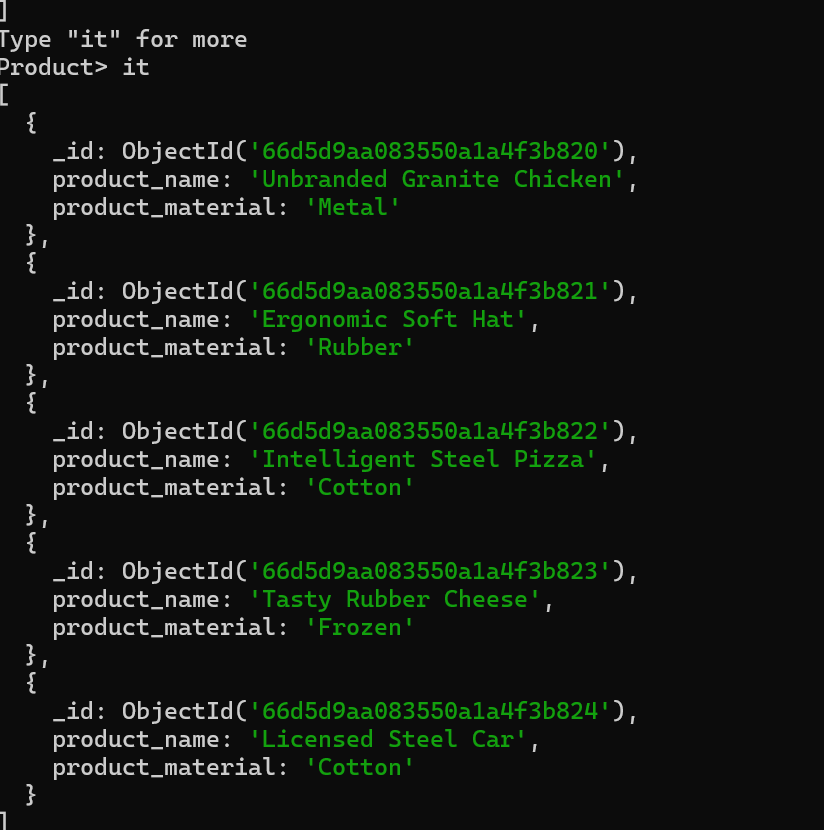 ]
Type "it" for more
Product> it
[
  {
    _id: ObjectId('66d5d9aa083550a1a4f3b820'),
    product_name: 'Unbranded Granite Chicken',
    product_material: 'Metal'
  },
  {
    _id: ObjectId('66d5d9aa083550a1a4f3b821'),
    product_name: 'Ergonomic Soft Hat',
    product_material: 'Rubber'
  },
  {
    _id: ObjectId('66d5d9aa083550a1a4f3b822'),
    product_name: 'Intelligent Steel Pizza',
    product_material: 'Cotton'
  },
  {
    _id: ObjectId('66d5d9aa083550a1a4f3b823'),
    product_name: 'Tasty Rubber Cheese',
    product_material: 'Frozen'
  },
  {
    _id: ObjectId('66d5d9aa083550a1a4f3b824'),
    product_name: 'Licensed Steel Car',
    product_material: 'Cotton'
  }
]